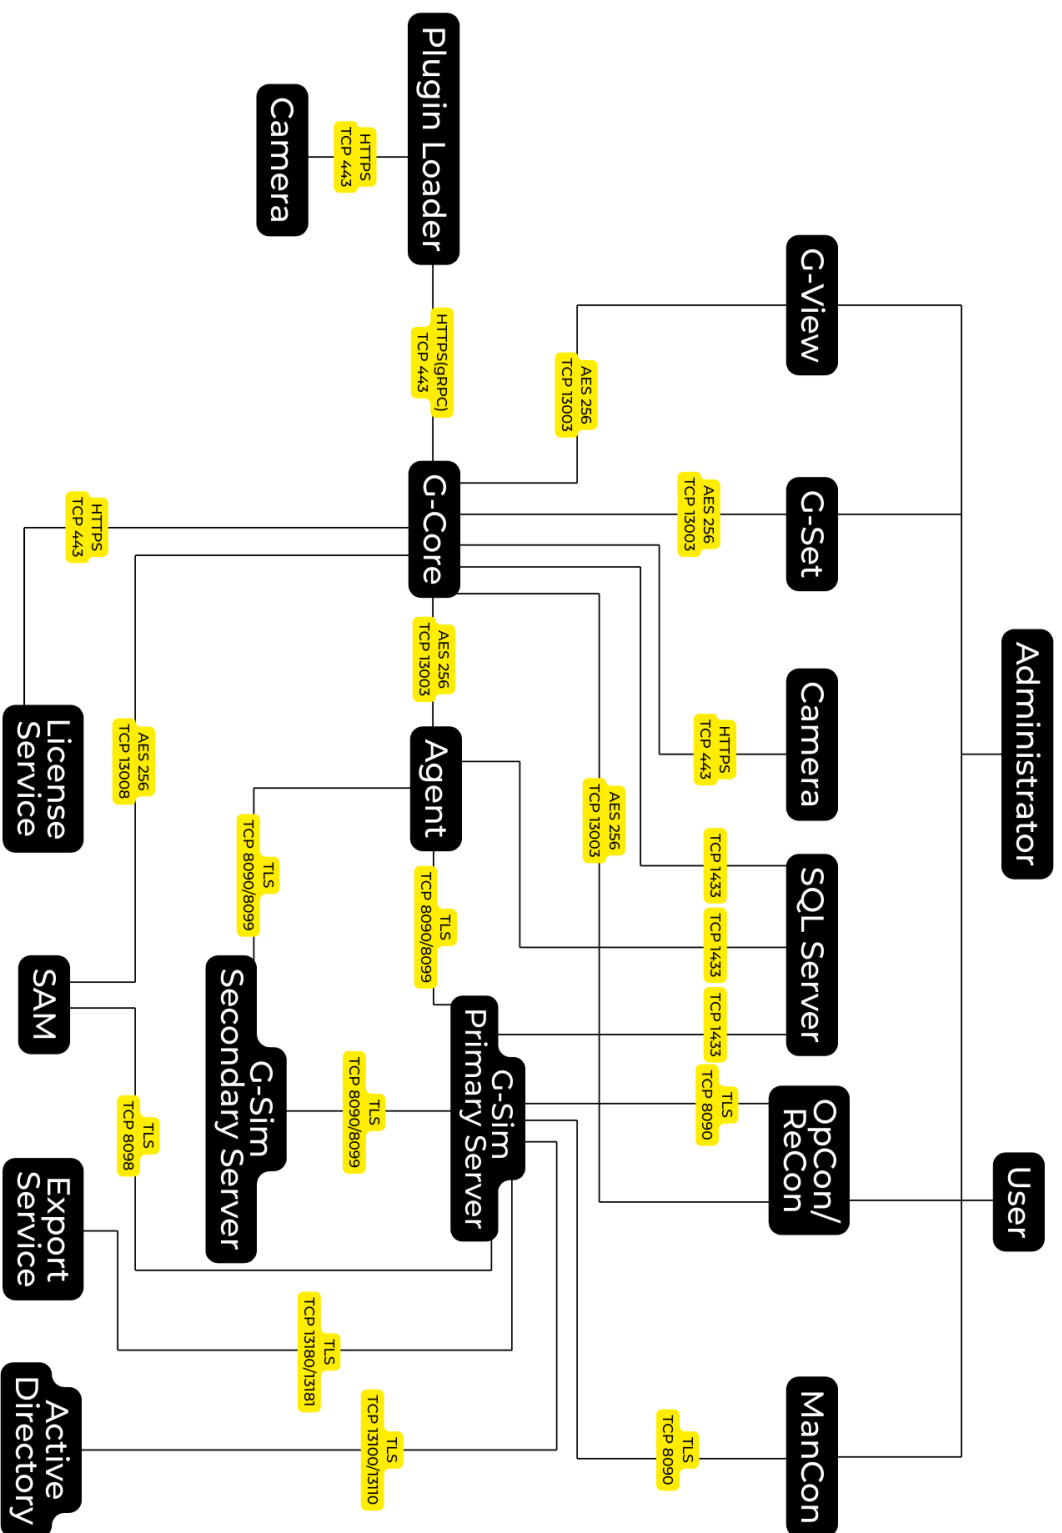 Administrator
User
G-View
G-Set
Camera
SQL Server
OpCon/
ReCon
ManCon
AES 256
TCP 13003
AES 256
TCP 13003
HTTPS
TCP 443
TCP 1433
TCP 1433
TCP 1433
TLS
TCP 8090
TLS
TCP 8090
AES 256
TCP 13003
Plugin Loader
HTTPS(gRPC)
TCP 443
G-Core
AES 256
TCP 13003
Agent
TLS
TCP 8090/8099
G-Sim
Primary Server
HTTPS
TCP 443
Camera
TLS
TCP 8090/8099
TLS
TCP 8090/8099
G-Sim
Secondary Server
TLS
TCP 13180/13181
TLS
TCP 13100/13110
HTTPS
TCP 443
AES 256
TCP 13008
TLS
TCP 8098
License
Service
SAM
Export
Service
Active
Directory